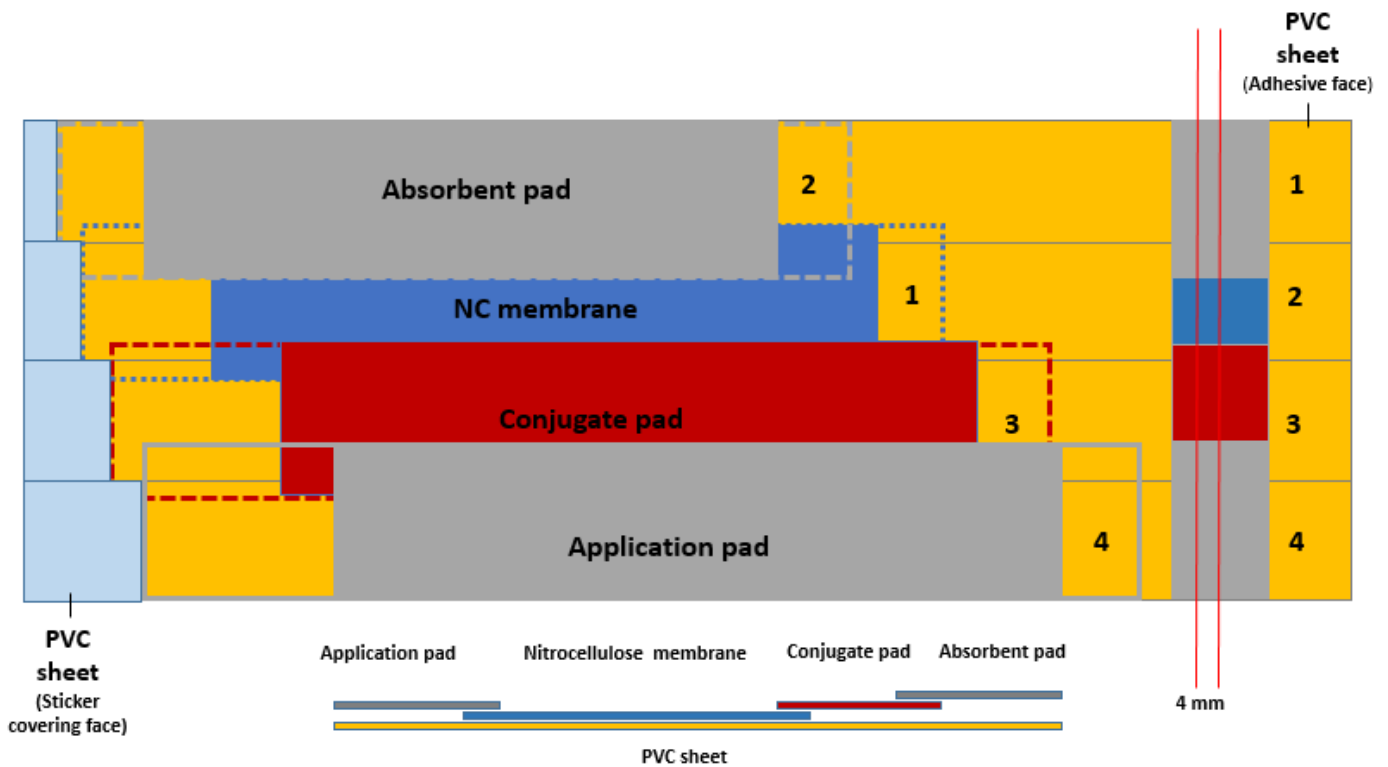 PVC
sheet
(Adhesive face)
Absorbent pad
2
1
NC membrane
1
2
Conjugate pad
3
3
Application pad
4
4
PVC
sheet
(Sticker
covering face)
4 mm
Application pad
Nitrocellulose membrane
Conjugate pad
Absorbent pad
PVC sheet